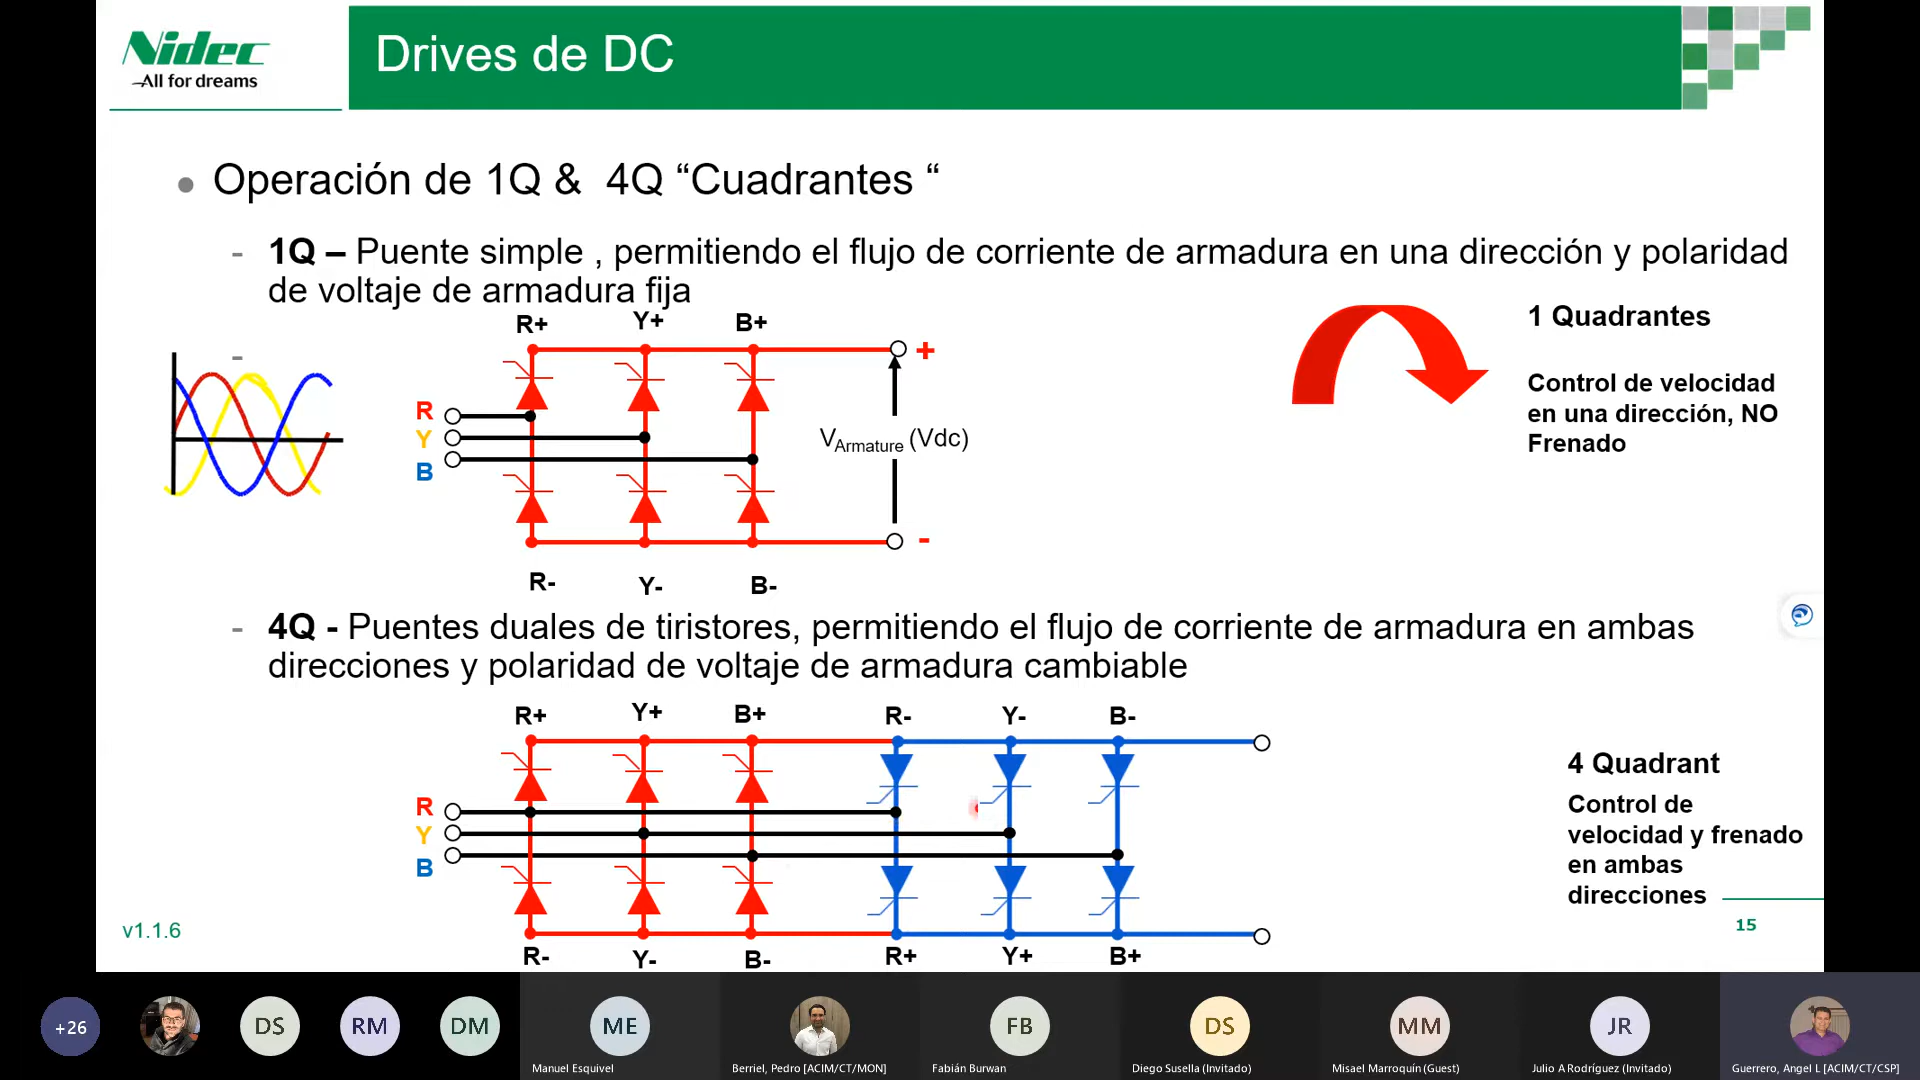 Nidec
All for dreams
Drives de DC
Operación de 1Q & 4Q “Cuadrantes “
- 1Q – Puente simple , permitiendo el flujo de corriente de armadura en una dirección y polaridad
de voltaje de armadura fija
-
R+ Y+ B+
+
R
Y
B
V Armature (Vdc)
-
R- Y- B-
1 Quadrantes
Control de velocidad
en una dirección, NO
Frenado
- 4Q - Puentes duales de tiristores, permitiendo el flujo de corriente de armadura en ambas
direcciones y polaridad de voltaje de armadura cambiable
R+ Y+ B+ R- Y- B-
R
Y
B
R- Y- B- R+ Y+ B+
4 Quadrant
Control de
velocidad y frenado
en ambas
direcciones
v1.1.6
15
+26
DS
RM
DM
ME
FB
DS
MM
JR
Manuel Esquivel
Berriel, Pedro [ACIM/CT/MON]
Fabián Burwan
Diego Susella (Invitado)
Misael Marroquín (Guest)
Julio A Rodríguez (Invitado)
Guerrero, Angel L [ACIM/CT/CSP]